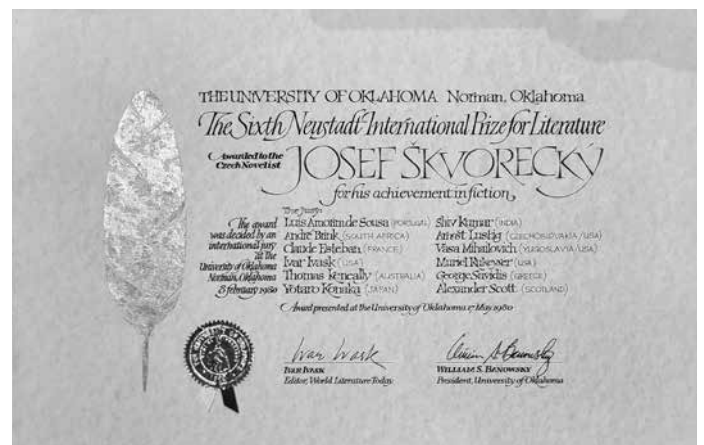 THE UNIVERSITY OF OKLAHOMA Norman, Oklahoma
The Sixth Neustadt International Prize for Literature
Awarded to the
Czech Novelist
JOSEF ŠKVORECKÝ
for his achievement in fiction
The award
was decided by an
international jury
at the
University of Oklahoma
Norman, Oklahoma
8 february 1980
The Jury:
Luis Amorim de Sousa (PORTUGAL)
André Brink (SOUTH AFRICA)
Claude Esteban (FRANCE)
Ivar Ivask (USA)
Thomas Keneally (AUSTRALIA)
Yotaro Konaka (JAPAN)
Shiv Kumar (INDIA)
Arnošt Lustig (CZECHOSLOVAKIA/USA)
Vasa Mihailovich (YUGOSLAVIA/USA)
Muriel Rukeyser (USA)
George Savidis (GREECE)
Alexander Scott (SCOTLAND)
Award presented at the University of Oklahoma 17 May 1980
Ivar Ivask
IVAR IVASK
Editor, World Literature Today
William S. Banowsky
WILLIAM S. BANOWSKY
President, University of Oklahoma